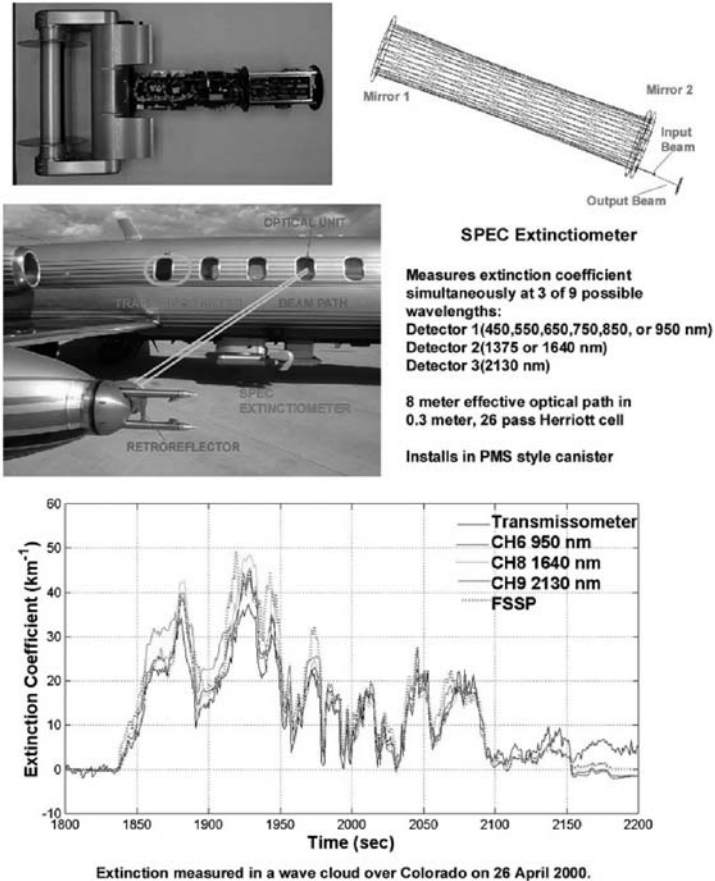 Mirror 1
Mirror 2
Input
Beam
Output Beam
OPTICAL UNIT
BEAM PATH
SPEC
EXTINCTIOMETER
RETROREFLECTOR
SPEC Extinctiometer
Measures extinction coefficient
simultaneously at 3 of 9 possible
wavelengths:
Detector 1(450,550,650,750,850, or 950 nm)
Detector 2(1375 or 1640 nm)
Detector 3(2130 nm)
8 meter effective optical path in
0.3 meter, 26 pass Herriott cell
Installs in PMS style canister
Extinction Coefficient (km-1)
60
50
40
30
20
10
0
-10
Transmissometer
CH6 950 nm
CH8 1640 nm
CH9 2130 nm
FSSP
1800 1850 1900 1950 2000 2050 2100 2150 2200
Time (sec)
Extinction measured in a wave cloud over Colorado on 26 April 2000.